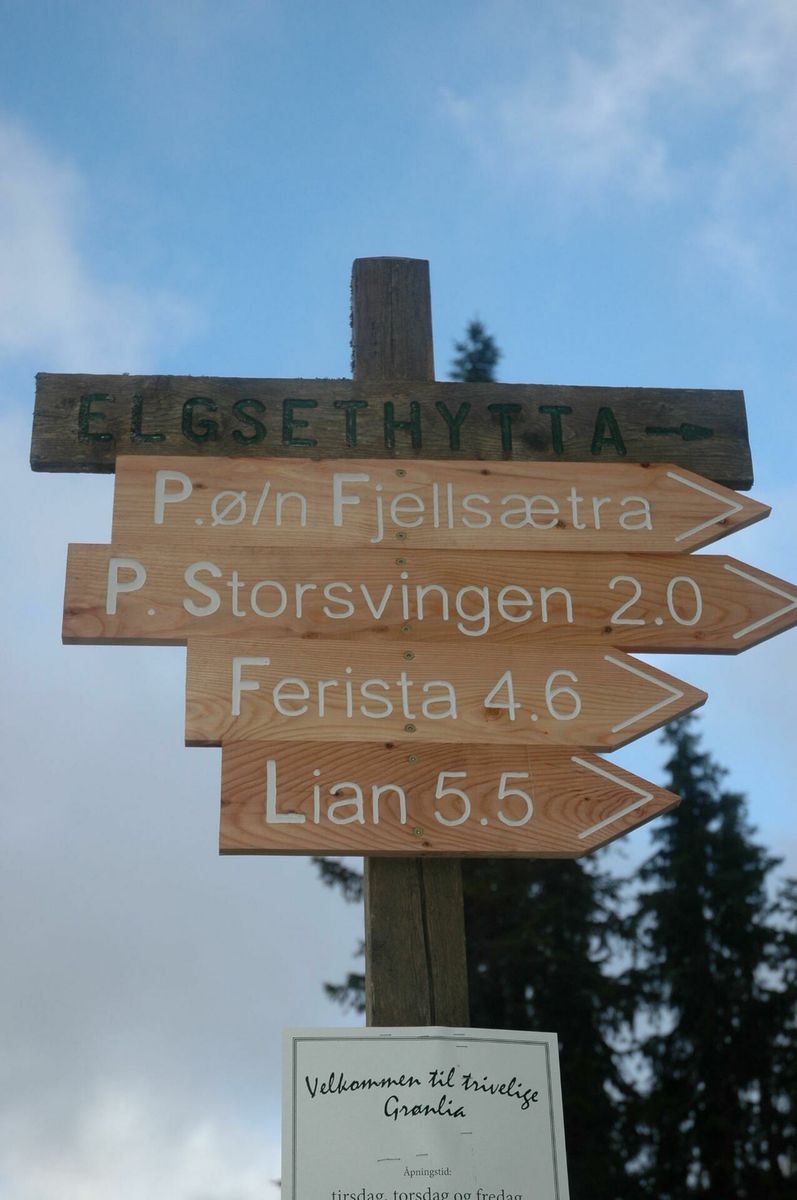 ELGSETHYTTA
P.ø/n Fjellsætra
P. Storsvingen 2.0
Ferista 4.6
Lian 5.5
Velkommen til trivelige
Grønlia
Åpningstid:
tirsdag, torsdag og fredag